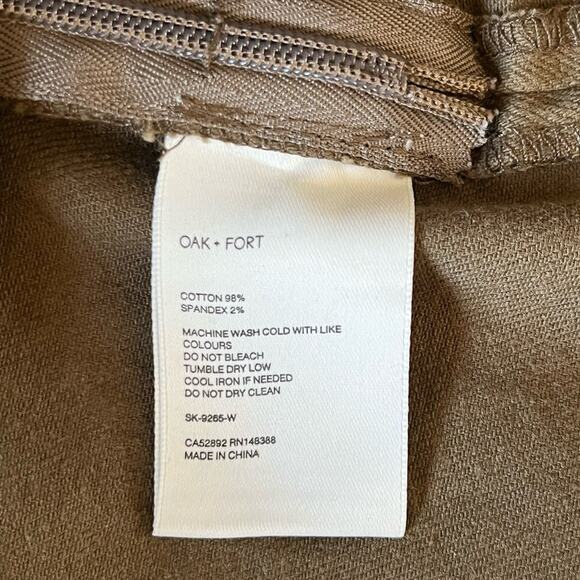 OAK + FORT
COTTON 98%
SPANDEX 2%
MACHINE WASH COLD WITH LIKE
COLOURS
DO NOT BLEACH
TUMBLE DRY LOW
COOL IRON IF NEEDED
DO NOT DRY CLEAN
SK-9265-W
CA52892 RN148388
MADE IN CHINA